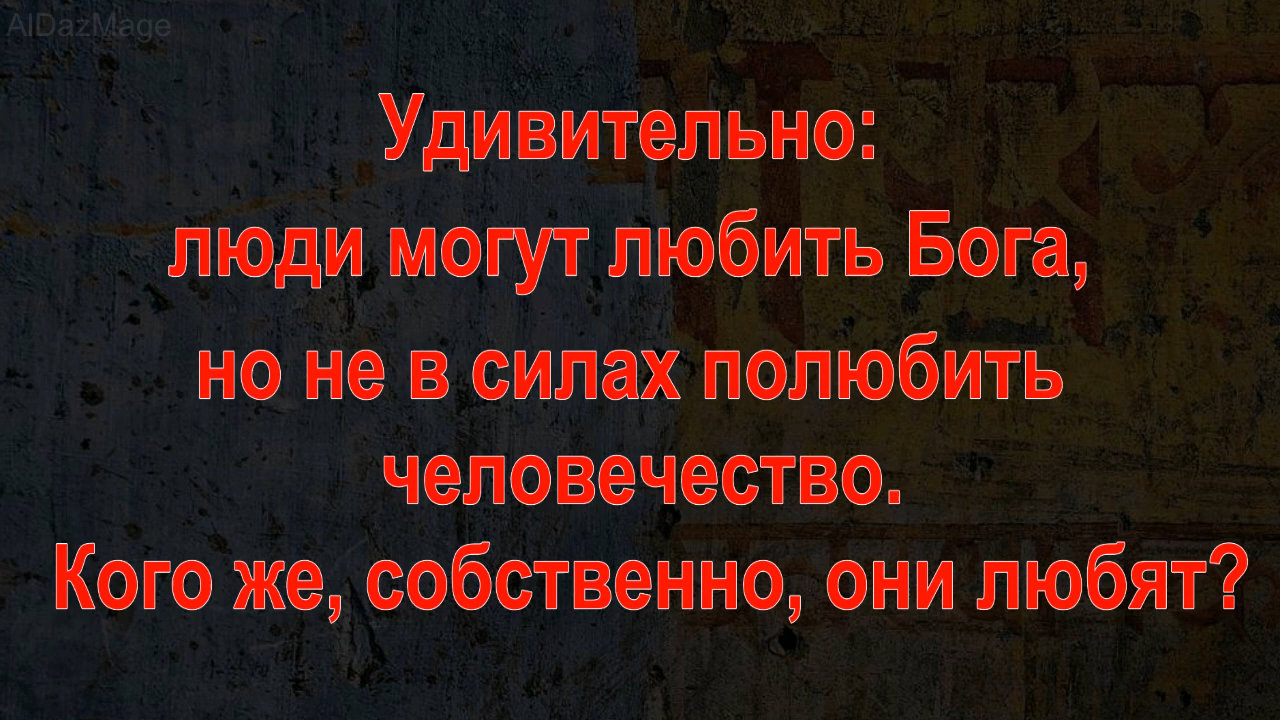 AIDazMage
Удивительно:
люди могут любить Бога,
но не в силах полюбить
человечество.
Кого же, собственно, они любят?